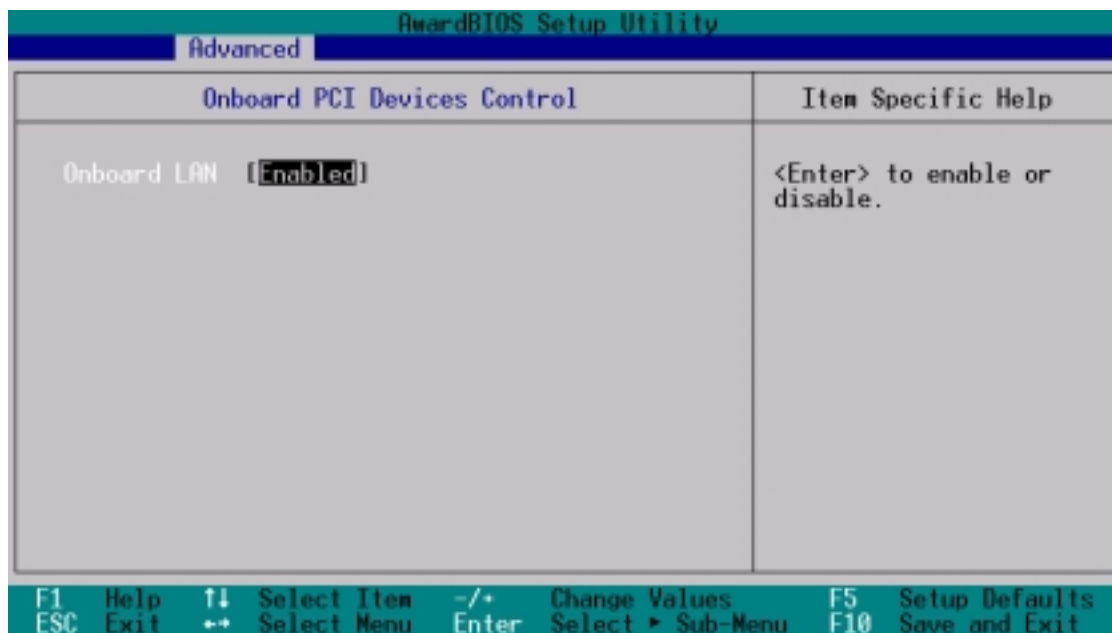 AwardBIOS Setup Utility
Advanced
Onboard PCI Devices Control
Item Specific Help
Onboard LAN [Enabled]
<Enter> to enable or
disable.
F1 Help ↑↓ Select Item -/+ Change Values F5 Setup Defaults
ESC Exit ←→ Select Menu Enter Select ► Sub-Menu F10 Save and Exit